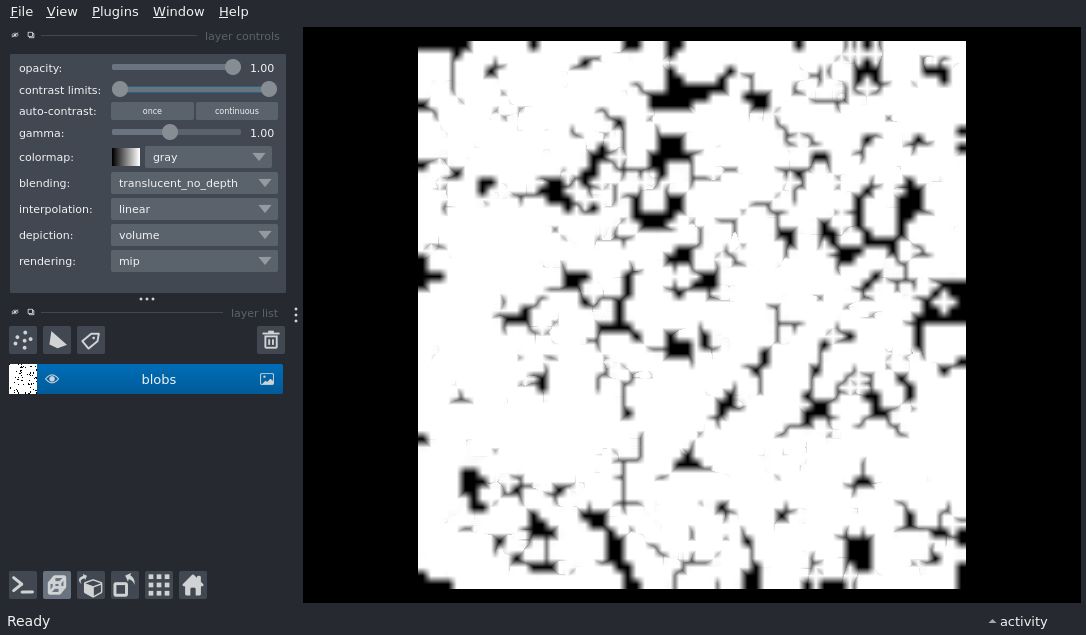 File View Plugins Window Help
layer controls
opacity: 1.00
contrast limits:
auto-contrast: once continuous
gamma: 1.00
colormap: gray
blending: translucent_no_depth
interpolation: linear
depiction: volume
rendering: mip
layer list
blobs
Ready
activity